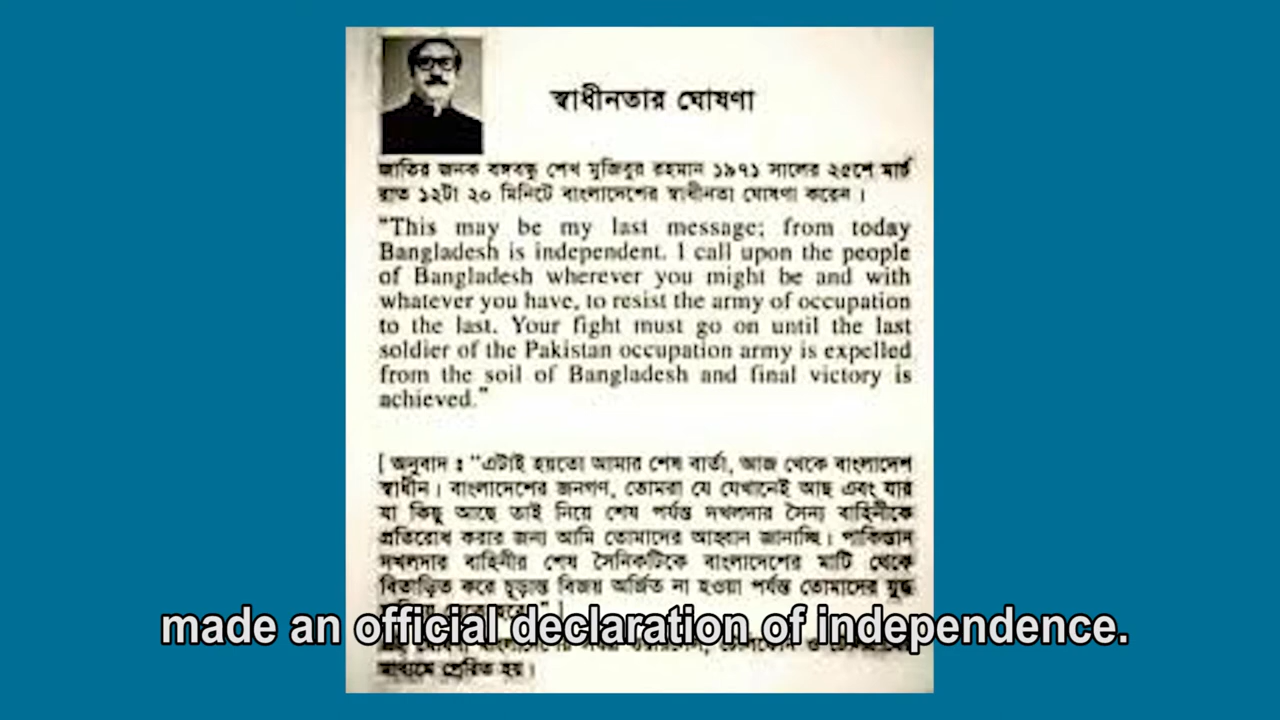 স্বাধীনতার ঘোষণা
জাতির জনক বঙ্গবন্ধু শেখ মুজিবুর রহমান ১৯৭১ সালের ২৫শে মার্চ
রাত ১২টা ২০ মিনিটে বাংলাদেশের স্বাধীনতা ঘোষণা করেন ।
"This may be my last message; from today
Bangladesh is independent. I call upon the people
of Bangladesh wherever you might be and with
whatever you have, to resist the army of occupation
to the last. Your fight must go on until the last
soldier of the Pakistan occupation army is expelled
from the soil of Bangladesh and final victory is
achieved."
[ অনুবাদ : "এটাই হয়তো আমার শেষ বার্তা, আজ থেকে বাংলাদেশ
স্বাধীন । বাংলাদেশের জনগণ, তোমরা যে যেখানেই আছ এবং যার
যা কিছু আছে তাই নিয়ে শেষ পর্যন্ত দখলদার সৈন্য বাহিনীকে
প্রতিরোধ করার জন্য আমি তোমাদের আহ্বান জানাচ্ছি । পাকিস্তান
দখলদার বাহিনীর শেষ সৈনিকটিকে বাংলাদেশের মাটি থেকে
বিতাড়িত করে চূড়ান্ত বিজয় অর্জিত না হওয়া পর্যন্ত তোমাদের যুদ্ধ
made an official declaration of independence.
মাধ্যমে প্রেরিত হয় ।